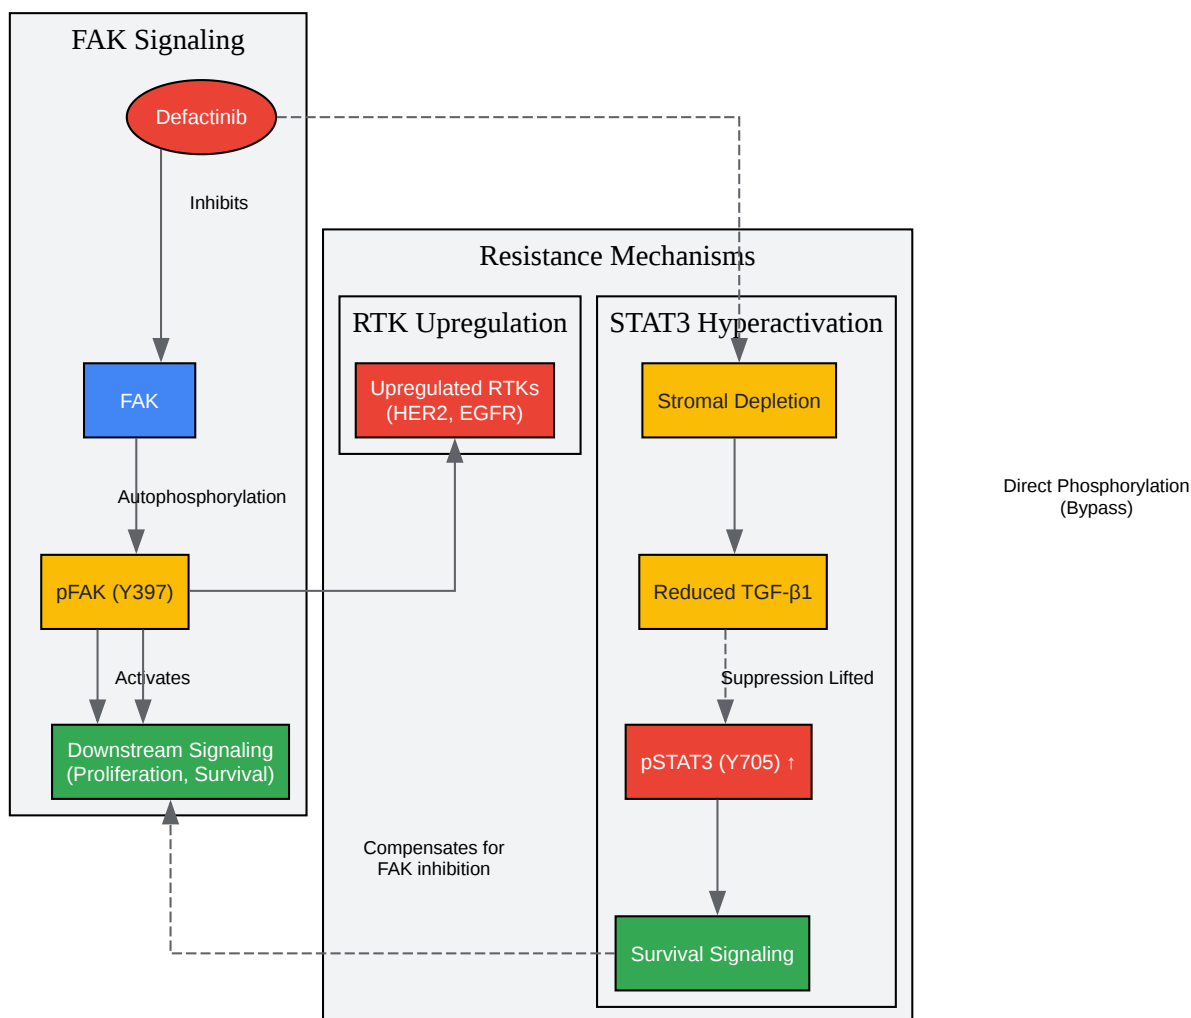 FAK Signaling
Defactinib
Inhibits
FAK
Autophosphorylation
pFAK (Y397)
Activates
Downstream Signaling
(Proliferation, Survival)
Resistance Mechanisms
RTK Upregulation
Upregulated RTKs
(HER2, EGFR)
STAT3 Hyperactivation
Stromal Depletion
Reduced TGF-β1
Suppression Lifted
pSTAT3 (Y705) ↑
Survival Signaling
Compensates for
FAK inhibition
Direct Phosphorylation
(Bypass)